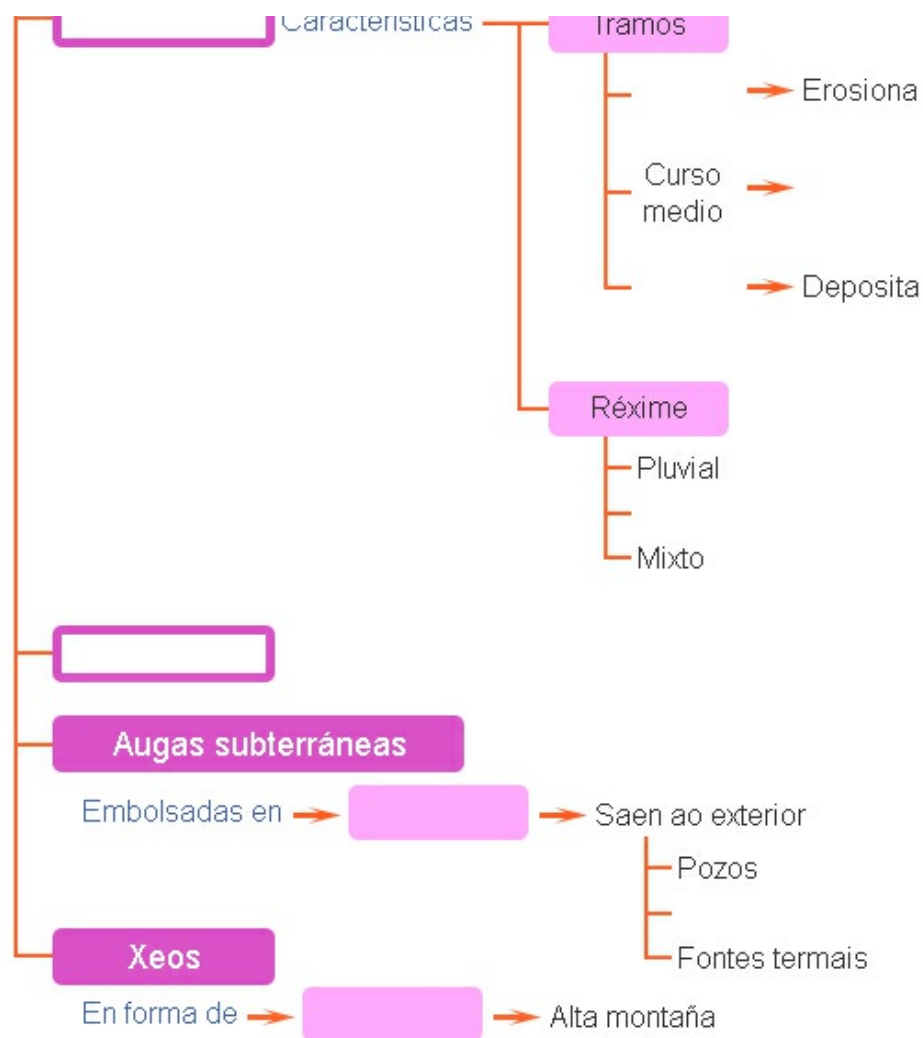 Características
Tramos
Erosiona
Curso
medio
Deposita
Réxime
Pluvial
Mixto
Augas subterráneas
Embolsadas en
Saen ao exterior
Pozos
Fontes termais
Xeos
En forma de
Alta montaña